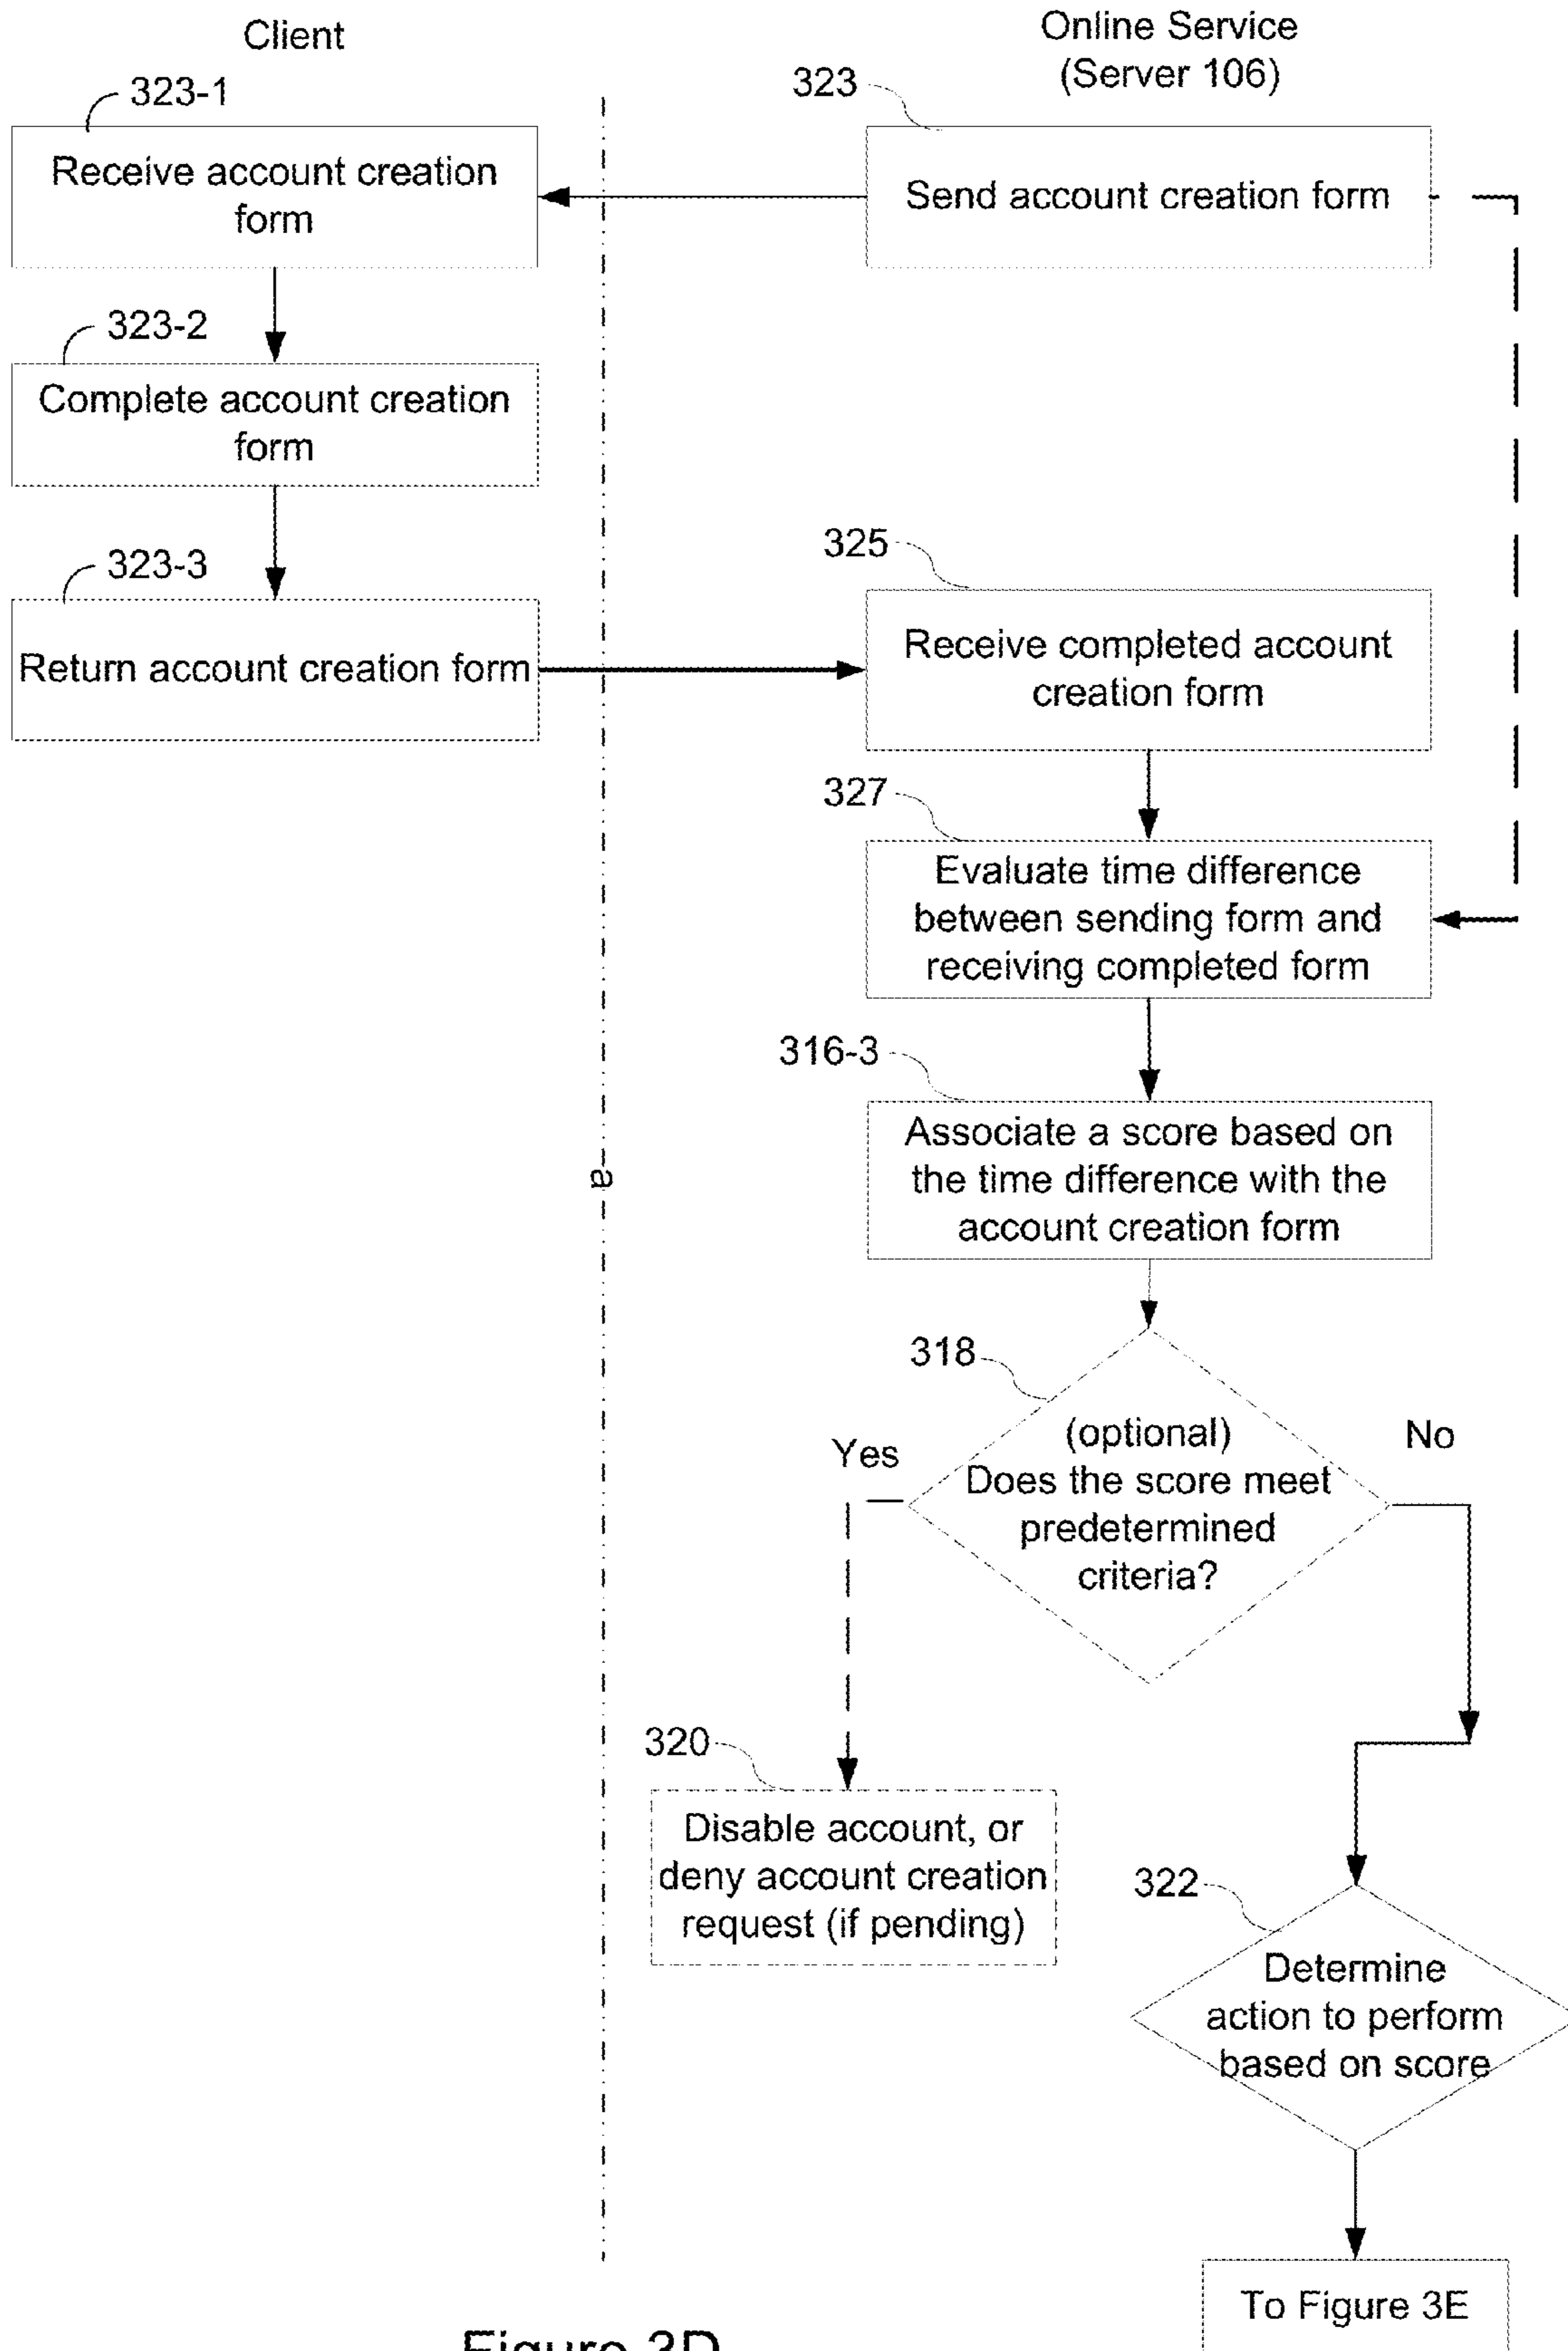 Client
Online Service
(Server 106)
323-1
323
Receive account creation
form
Send account creation form
323-2
Complete account creation
form
323-3
Return account creation form
325
Receive completed account
creation form
327
Evaluate time difference
between sending form and
receiving completed form
316-3
Associate a score based on
the time difference with the
account creation form
a
318
(optional)
Does the score meet
predetermined
criteria?
Yes
No
320
Disable account, or
deny account creation
request (if pending)
322
Determine
action to perform
based on score
To Figure 3E
Figure 3D